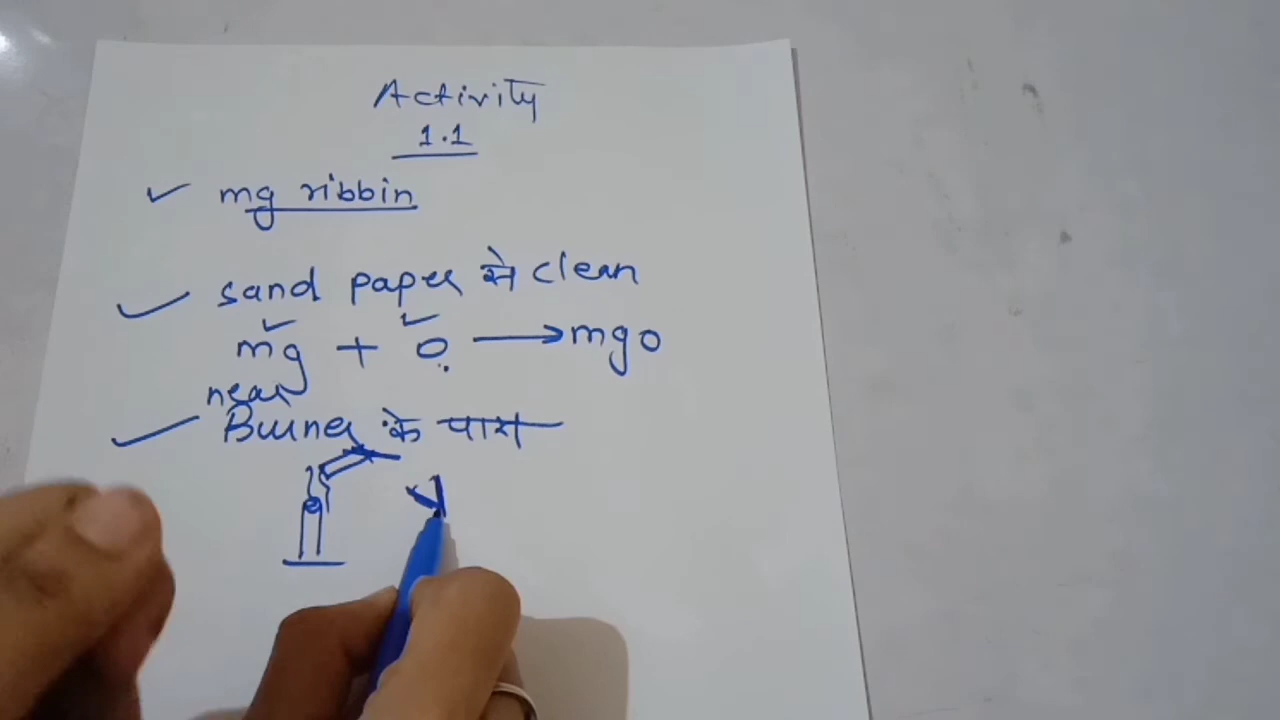 Activity
1.1
mg ribbin
sand paper से clean
mg + o → mgo
near
Burner के पास